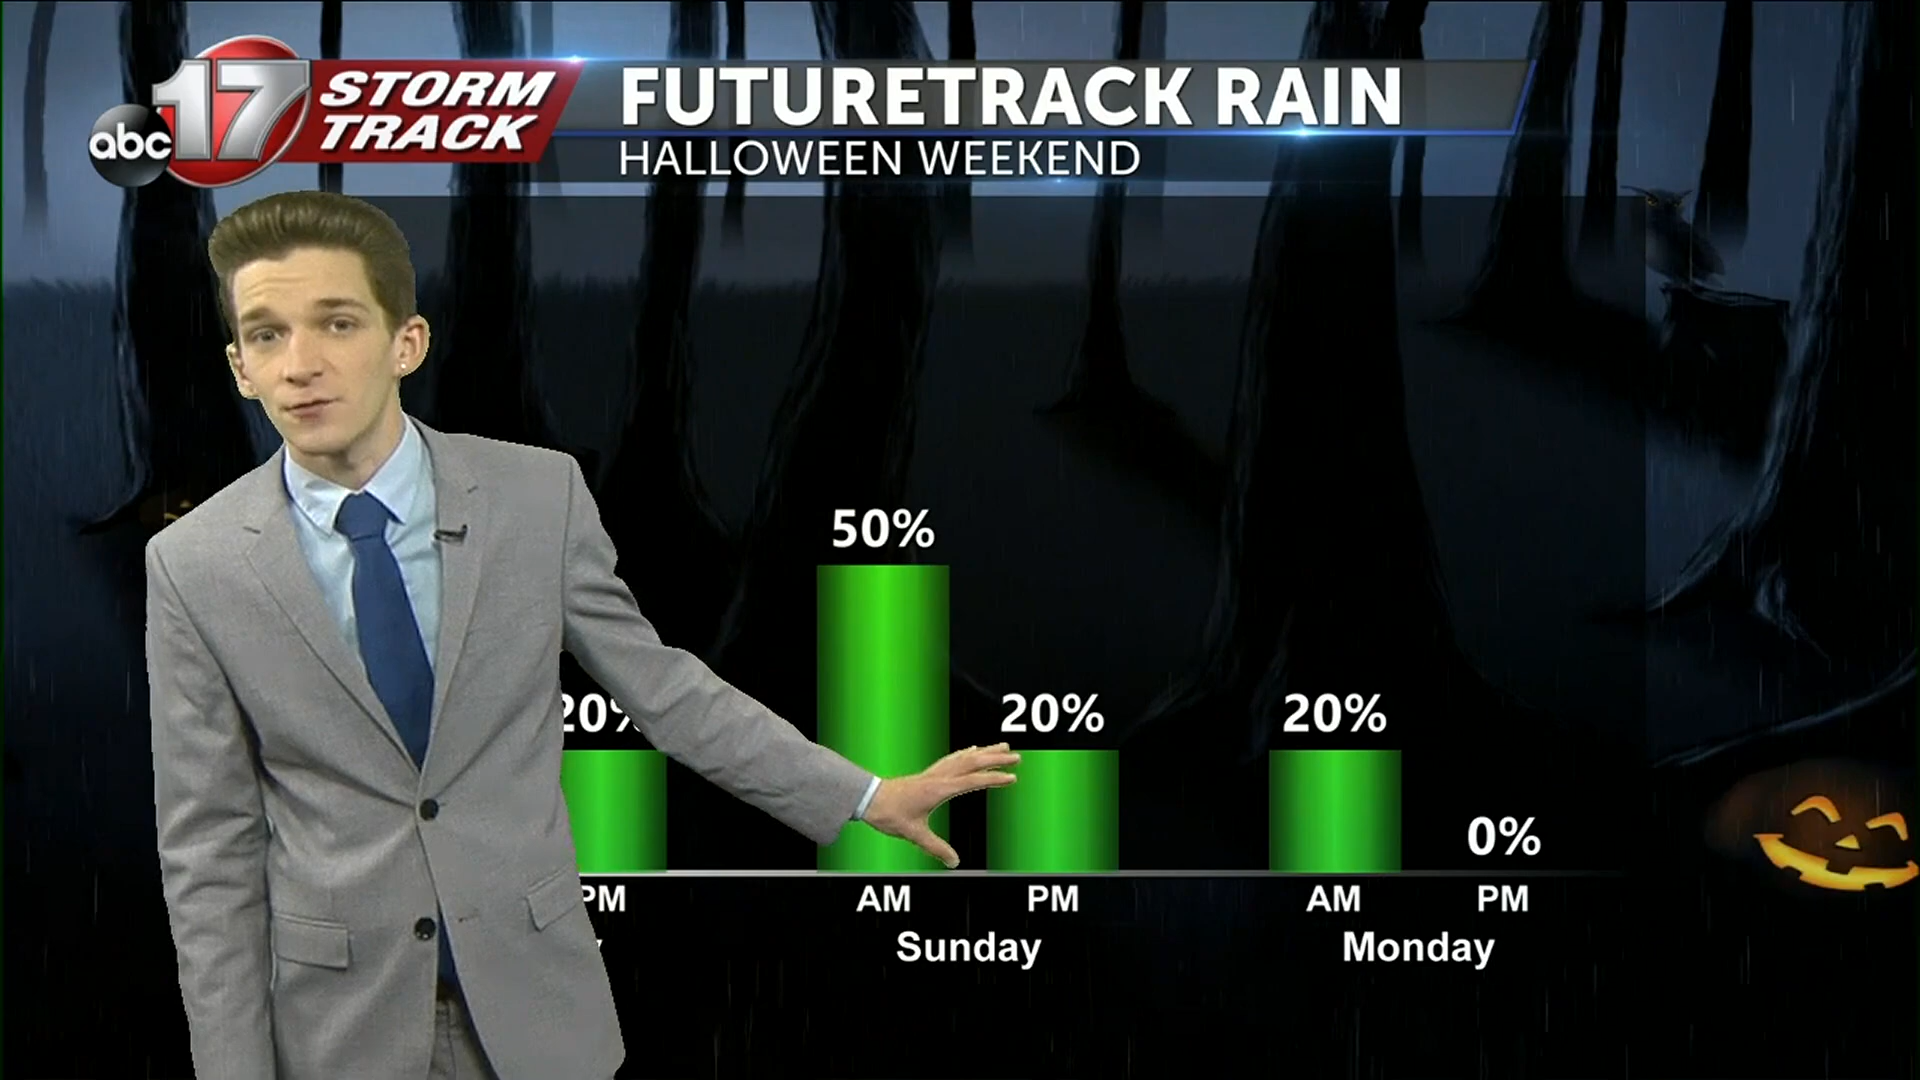 abc 17 STORM TRACK
FUTURETRACK RAIN
HALLOWEEN WEEKEND
50%
20% 20% 20%
0%
PM AM PM AM PM
Sunday Monday